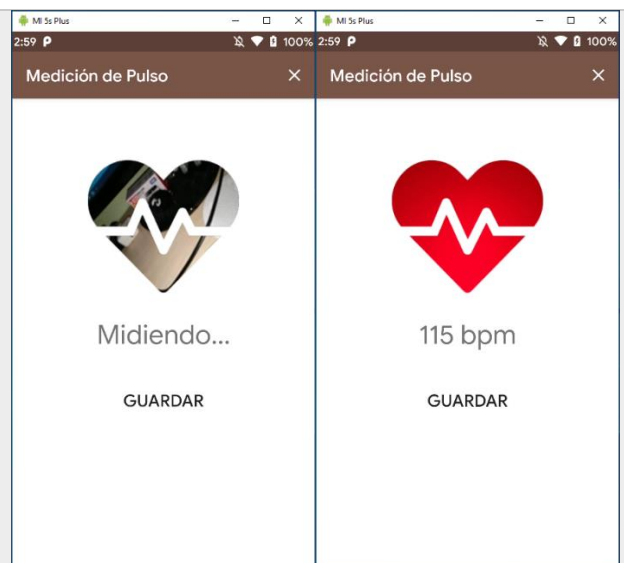 MI 5s Plus
2:59
100%
Medición de Pulso
Midiendo...
GUARDAR
MI 5s Plus
2:59
100%
Medición de Pulso
115 bpm
GUARDAR